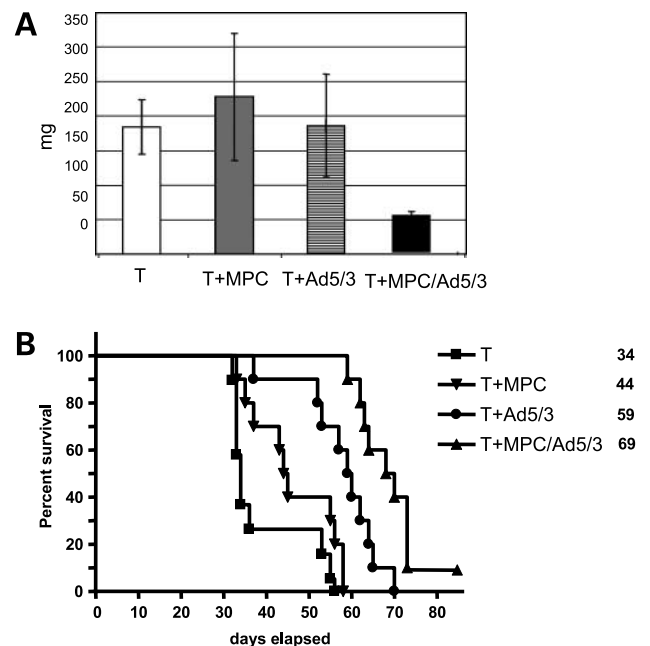 A
350
300
250
200
150
100
50
0
mg
T T+MPC T+Ad5/3 T+MPC/Ad5/3
B
100
80
60
40
20
0
Percent survival
0 10 20 30 40 50 60 70 80
days elapsed
T 34
T+MPC 44
T+Ad5/3 59
T+MPC/Ad5/3 69